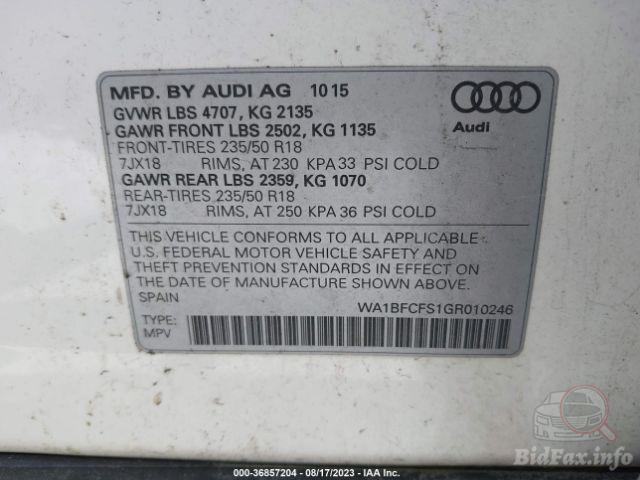 MFD. BY AUDI AG 10 15
GVWR LBS 4707, KG 2135
GAWR FRONT LBS 2502, KG 1135
FRONT-TIRES 235/50 R18
7JX18 RIMS, AT 230 KPA 33 PSI COLD
GAWR REAR LBS 2359, KG 1070
REAR-TIRES 235/50 R18
7JX18 RIMS, AT 250 KPA 36 PSI COLD
Audi
THIS VEHICLE CONFORMS TO ALL APPLICABLE
U.S. FEDERAL MOTOR VEHICLE SAFETY AND
THEFT PREVENTION STANDARDS IN EFFECT ON
THE DATE OF MANUFACTURE SHOWN ABOVE.
SPAIN
WA1BFCFS1GR010246
TYPE:
MPV
BidFax.info
000-36857204 - 08/17/2023 - IAA Inc.